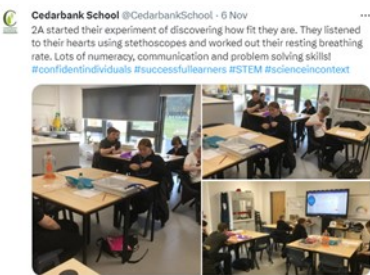 Cedarbank School @CedarbankSchool · 6 Nov
2A started their experiment of discovering how fit they are. They listened
to their hearts using stethoscopes and worked out their resting breathing
rate. Lots of numeracy, communication and problem solving skills!
#confidentindividuals #successfullearners #STEM #scienceincontext